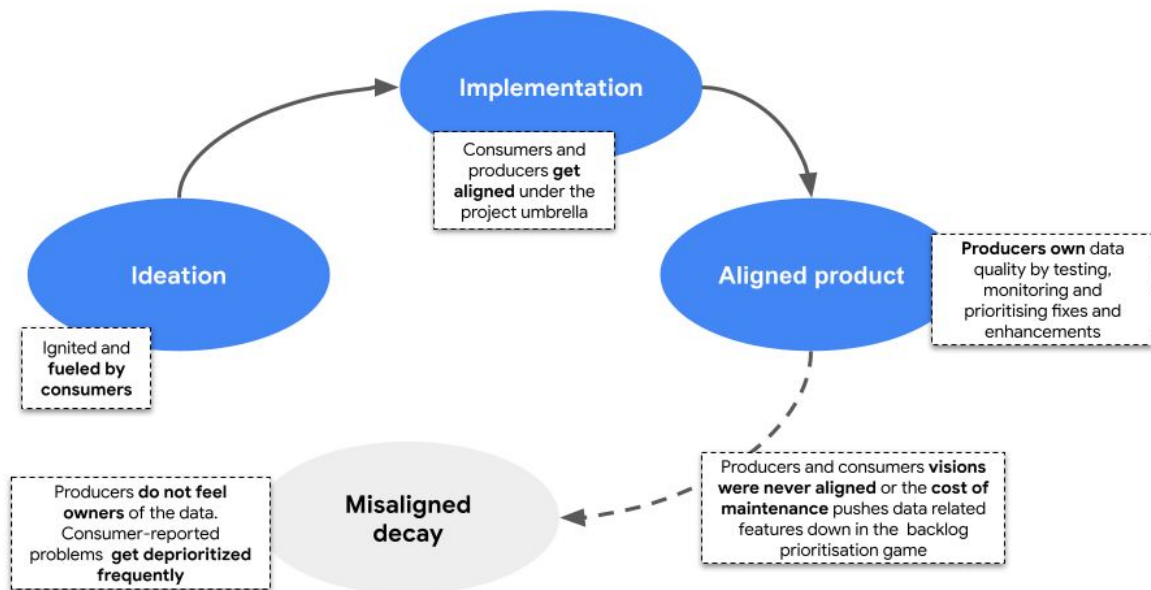 Implementation
Consumers and
producers get
aligned under the
project umbrella
Ideation
Ignited and
fueled by
consumers
Aligned product
Producers own data
quality by testing,
monitoring and
prioritising fixes and
enhancements
Producers and consumers visions
were never aligned or the cost of
maintenance pushes data related
features down in the backlog
prioritisation game
Misaligned
decay
Producers do not feel
owners of the data.
Consumer-reported
problems get deprioritized
frequently